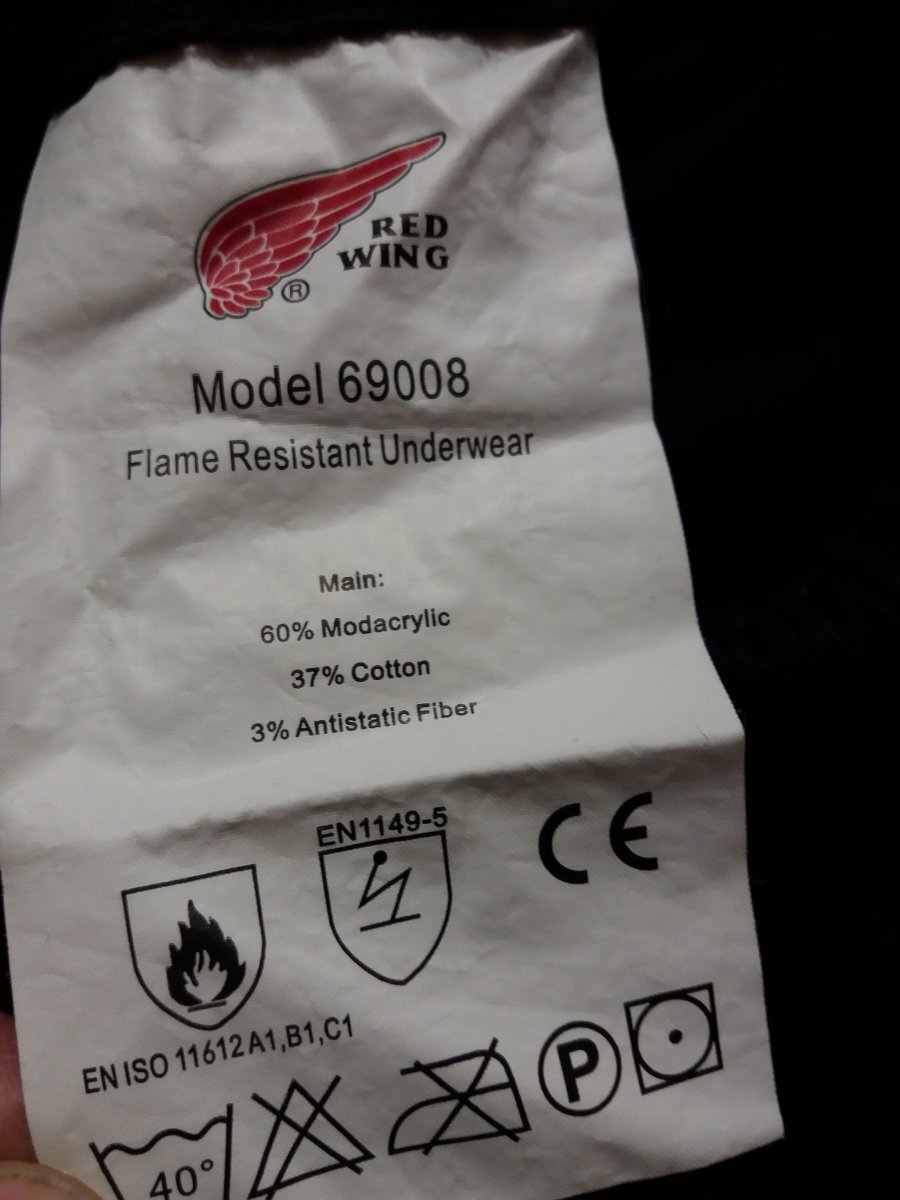 RED
WING
®
Model 69008
Flame Resistant Underwear
Main:
60% Modacrylic
37% Cotton
3% Antistatic Fiber
EN1149-5
CE
EN ISO 11612 A1,B1,C1
P
40°